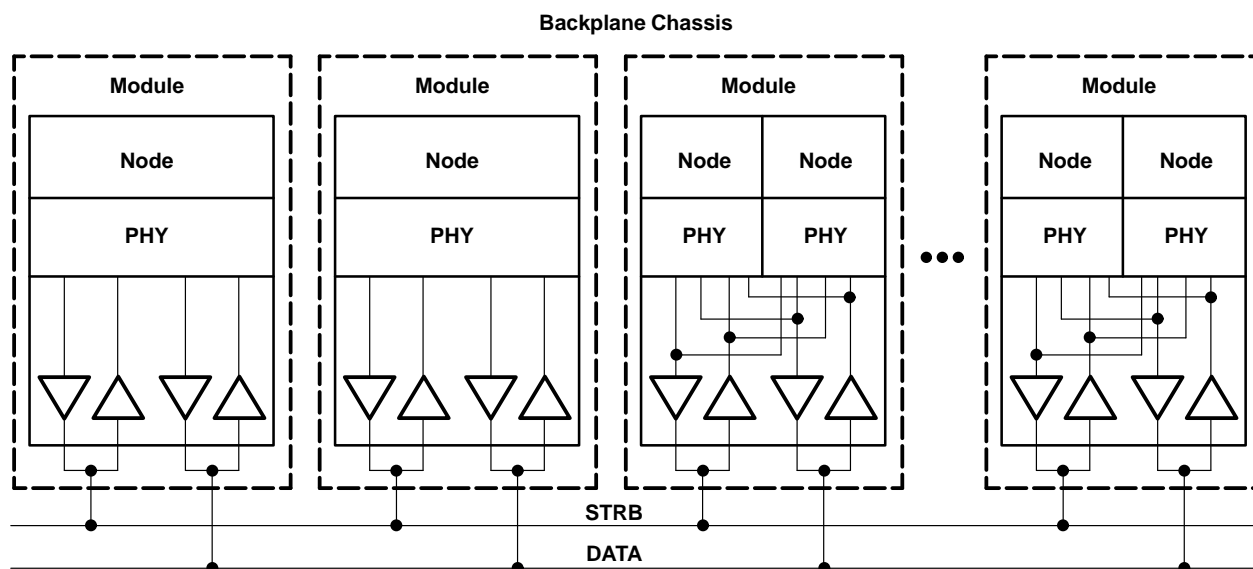 Backplane Chassis
Module Module Module Module
Node Node Node Node Node Node
PHY PHY PHY PHY PHY PHY
STRB
DATA